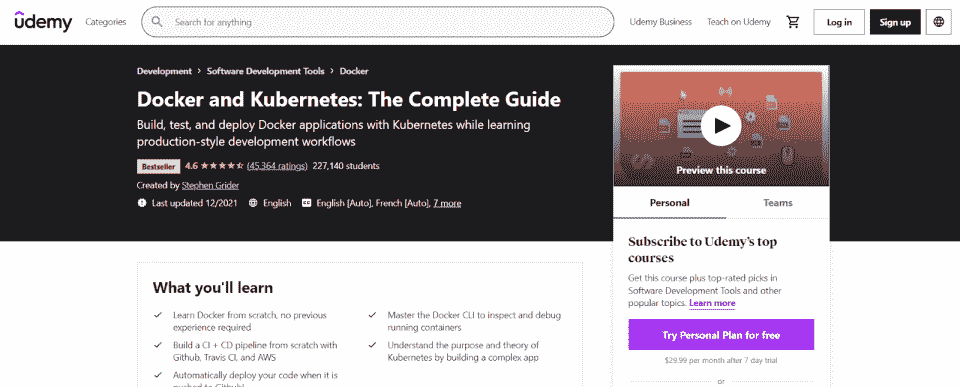 udemy
Categories
Search for anything
Udemy Business
Teach on Udemy
Log in
Sign up
Development > Software Development Tools > Docker
Docker and Kubernetes: The Complete Guide
Build, test, and deploy Docker applications with Kubernetes while learning
production-style development workflows
Bestseller 4.6 (45,364 ratings) 227,140 students
Created by Stephen Grider
Last updated 12/2021 English English [Auto], French [Auto], 7 more
Preview this course
Personal
Teams
Subscribe to Udemy's top
courses
Get this course plus top-rated picks in
Software Development Tools and other
popular topics. Learn more
Try Personal Plan for free
$29.99 per month after 7 day trial
or
What you'll learn
Learn Docker from scratch, no previous
experience required
Build a CI + CD pipeline from scratch with
Github, Travis CI, and AWS
Automatically deploy your code when it is
pushed to Github!
Master the Docker CLI to inspect and debug
running containers
Understand the purpose and theory of
Kubernetes by building a complex app